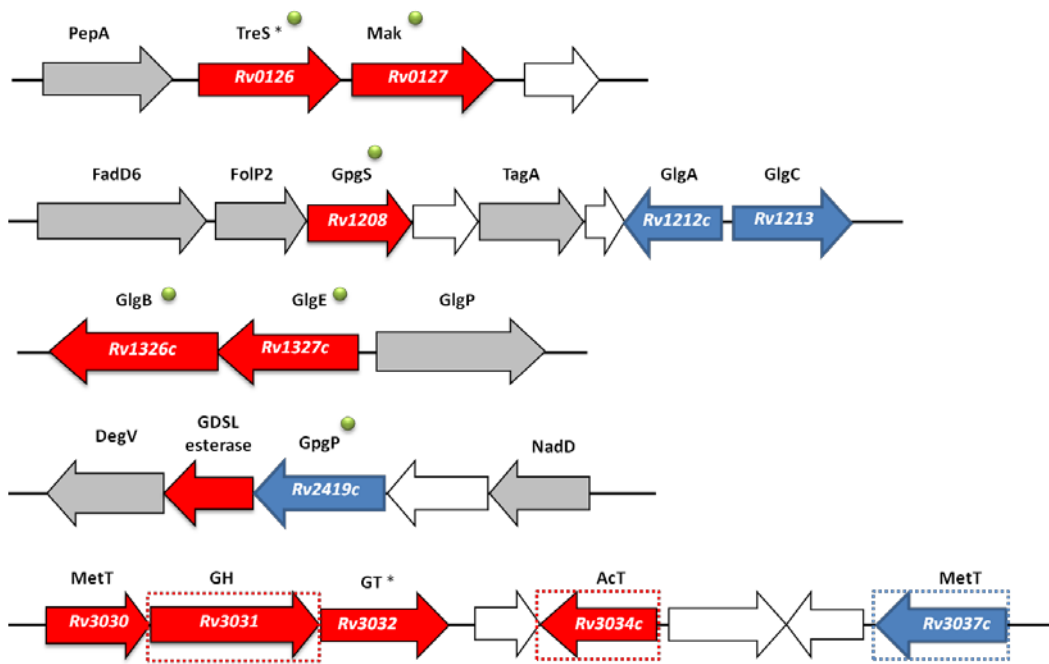 PepA TreS * Mak
Rv0126 Rv0127
FadD6 FolP2 GpgS TagA GlgA GlgC
Rv1208 Rv1212c Rv1213
GlgB GlgE GlgP
Rv1326c Rv1327c
DegV GDSL esterase GpgP NadD
Rv2419c
MetT GH GT * AcT MetT
Rv3030 Rv3031 Rv3032 Rv3034c Rv3037c